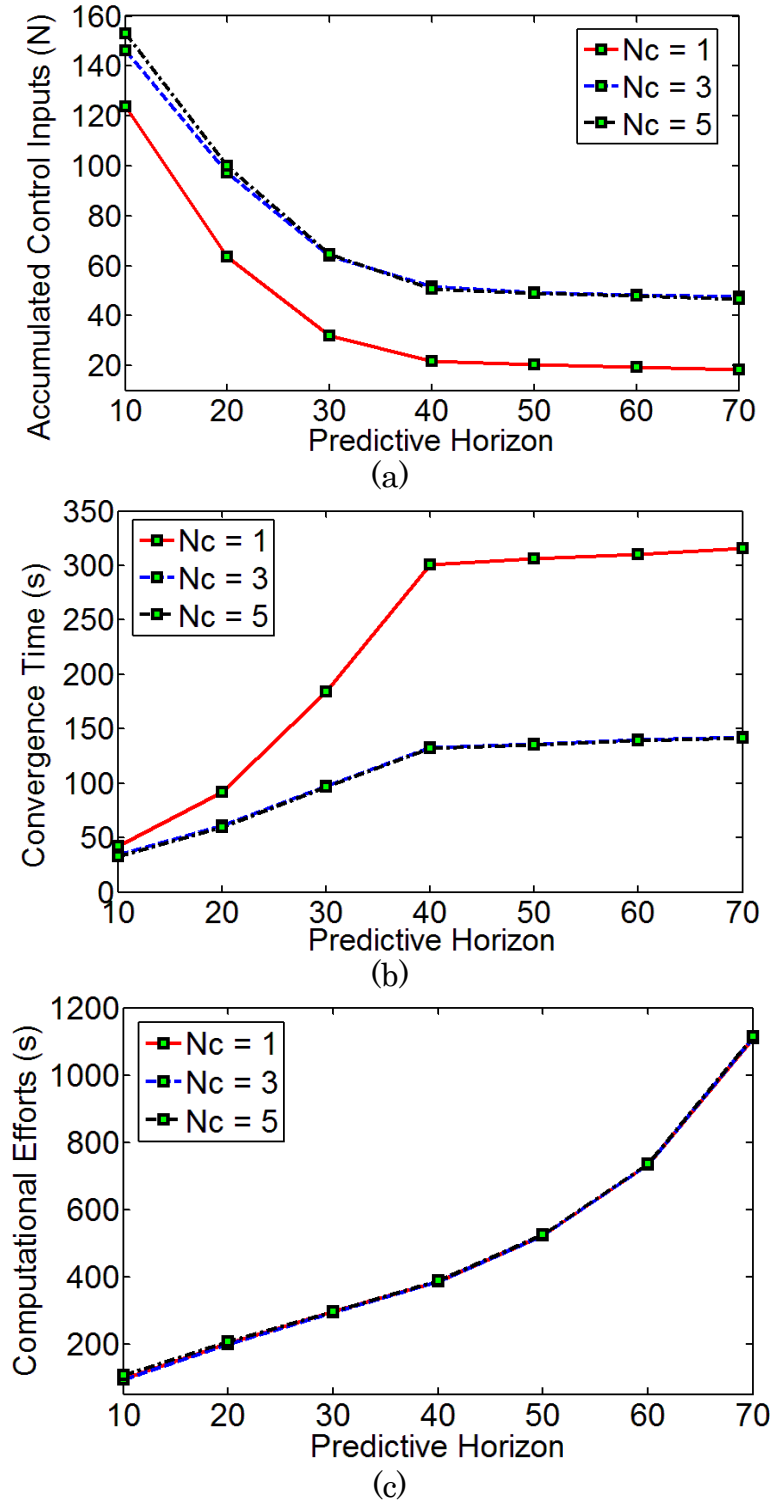 Accumulated Control Inputs (N)
160
140
120
100
80
60
40
20
Nc = 1
Nc = 3
Nc = 5
10 20 30 40 50 60 70
Predictive Horizon
(a)
Convergence Time (s)
350
300
250
200
150
100
50
0
Nc = 1
Nc = 3
Nc = 5
10 20 30 40 50 60 70
Predictive Horizon
(b)
Computational Efforts (s)
1200
1000
800
600
400
200
Nc = 1
Nc = 3
Nc = 5
10 20 30 40 50 60 70
Predictive Horizon
(c)